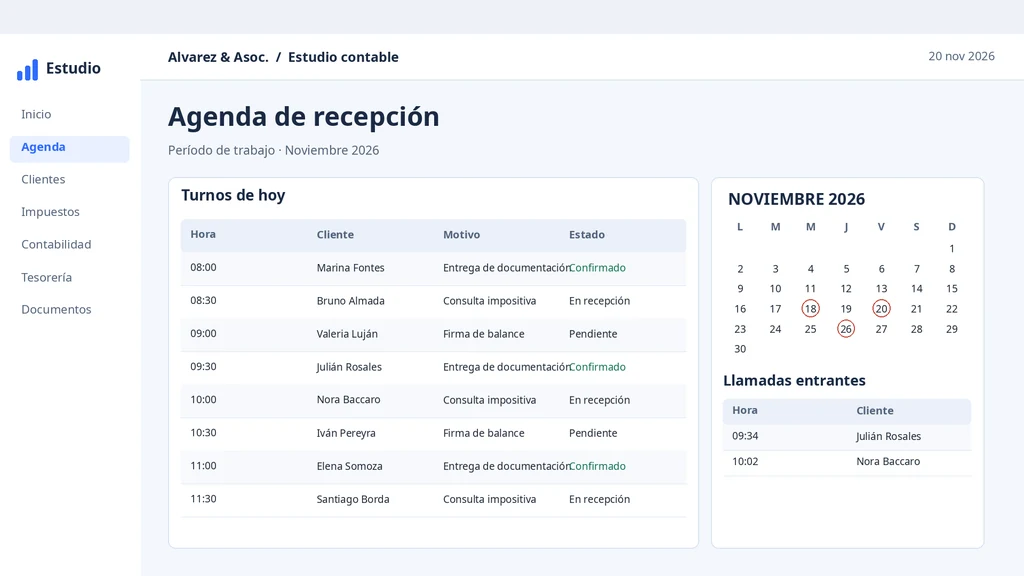 Estudio
Inicio
Agenda
Clientes
Impuestos
Contabilidad
Tesorería
Documentos
Alvarez & Asoc. / Estudio contable
20 nov 2026
Agenda de recepción
Período de trabajo · Noviembre 2026
Turnos de hoy
Hora Cliente Motivo Estado
08:00 Marina Fontes Entrega de documentación Confirmado
08:30 Bruno Almada Consulta impositiva En recepción
09:00 Valeria Luján Firma de balance Pendiente
09:30 Julián Rosales Entrega de documentación Confirmado
10:00 Nora Baccaro Consulta impositiva En recepción
10:30 Iván Pereyra Firma de balance Pendiente
11:00 Elena Somoza Entrega de documentación Confirmado
11:30 Santiago Borda Consulta impositiva En recepción
NOVIEMBRE 2026
L M M J V S D
1
2 3 4 5 6 7 8
9 10 11 12 13 14 15
16 17 18 19 20 21 22
23 24 25 26 27 28 29
30
Llamadas entrantes
Hora Cliente
09:34 Julián Rosales
10:02 Nora Baccaro